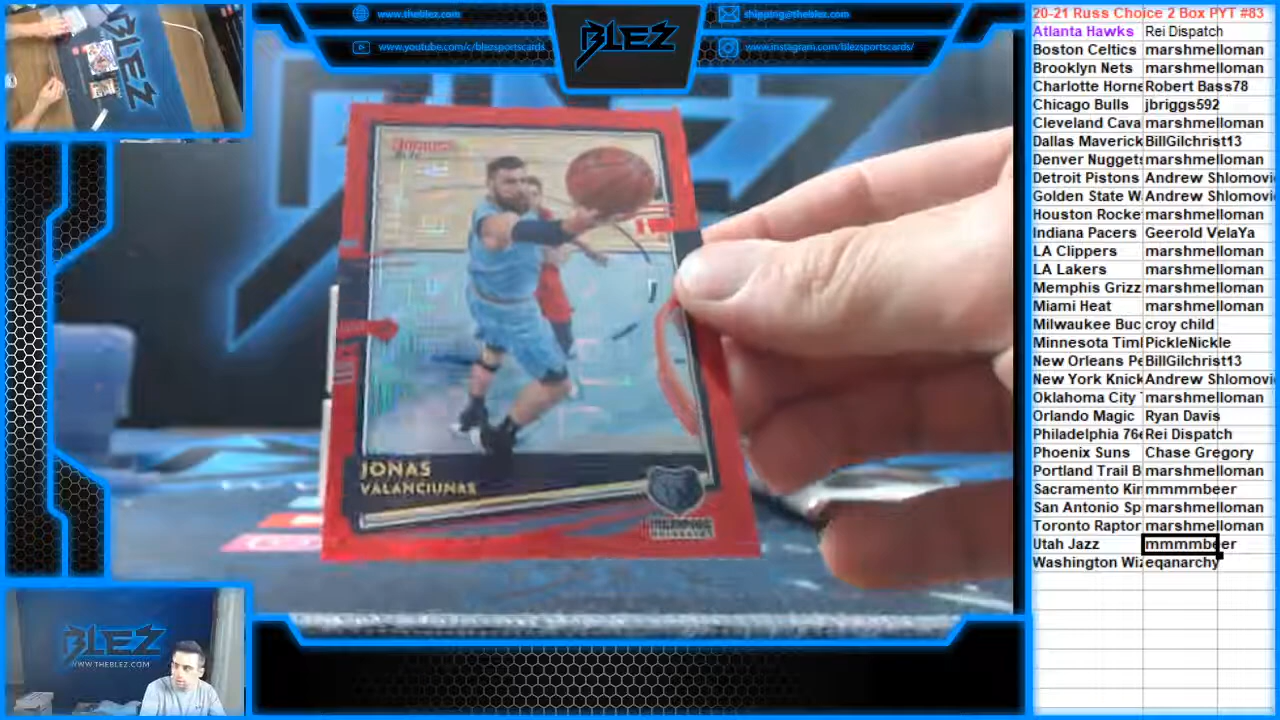 www.theblez.com
shipping@theblez.com
www.youtube.com/c/blezsportscards
www.instagram.com/blezsportscards/
BLEZ
20-21 Russ Choice 2 Box PYT #83
Atlanta Hawks Rei Dispatch
Boston Celtics marshmelloman
Brooklyn Nets marshmelloman
Charlotte Horne Robert Bass78
Chicago Bulls jbriggs592
Cleveland Cava marshmelloman
Dallas Maverick BillGilchrist13
Denver Nuggets marshmelloman
Detroit Pistons Andrew Shlomovi
Golden State W Andrew Shlomovi
Houston Rocke marshmelloman
Indiana Pacers Geerold VelaYa
LA Clippers marshmelloman
LA Lakers marshmelloman
Memphis Grizz marshmelloman
Miami Heat marshmelloman
Milwaukee Buc croy child
Minnesota Timl PickleNickle
New Orleans Pe BillGilchrist13
New York Knick Andrew Shlomovi
Oklahoma City marshmelloman
Orlando Magic Ryan Davis
Philadelphia 76e Rei Dispatch
Phoenix Suns Chase Gregory
Portland Trail B marshmelloman
Sacramento Kin mmmmbeer
San Antonio Sp marshmelloman
Toronto Raptor marshmelloman
Utah Jazz mmmmbeer
Washington Wiz eqanarchy
Donruss
JONAS
VALANCIUNAS
MEMPHIS
GRIZZLIES
BLEZ
BLEZ
WWW.THEBLEZ.COM